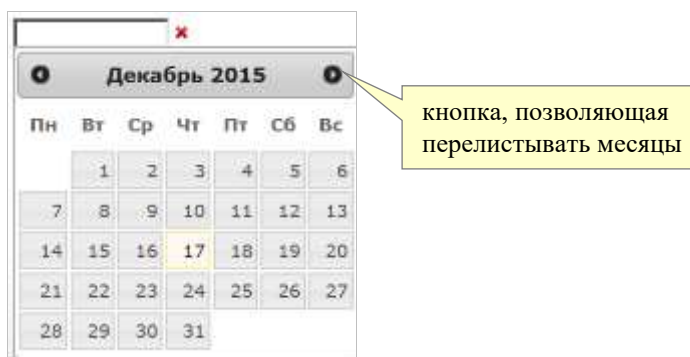 Декабрь 2015
Пн Вт Ср Чт Пт Сб Вс
1 2 3 4 5 6
7 8 9 10 11 12 13
14 15 16 17 18 19 20
21 22 23 24 25 26 27
28 29 30 31
кнопка, позволяющая
перелистывать месяцы